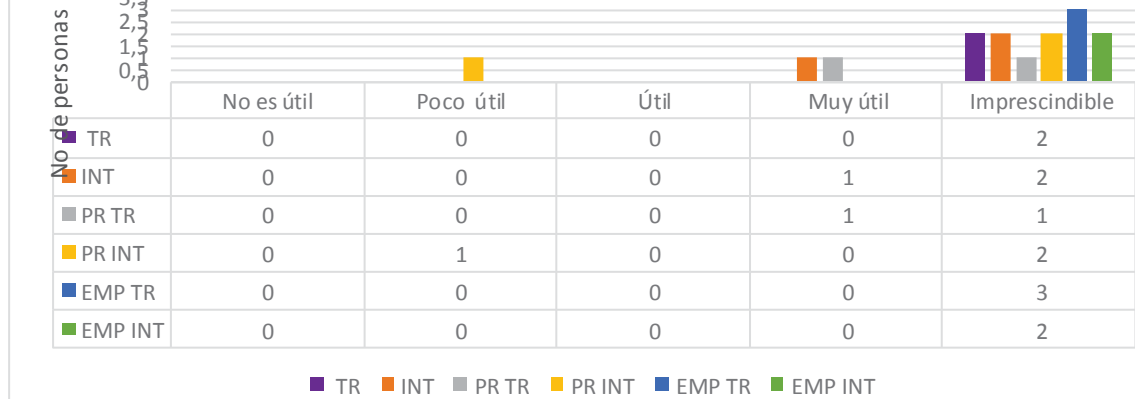 3,5
3
2,5
2
1,5
1
0,5
0
No de personas
No es útil Poco útil Útil Muy útil Imprescindible
TR 0 0 0 0 2
INT 0 0 0 1 2
PR TR 0 0 0 1 1
PR INT 0 1 0 0 2
EMP TR 0 0 0 0 3
EMP INT 0 0 0 0 2
TR INT PR TR PR INT EMP TR EMP INT